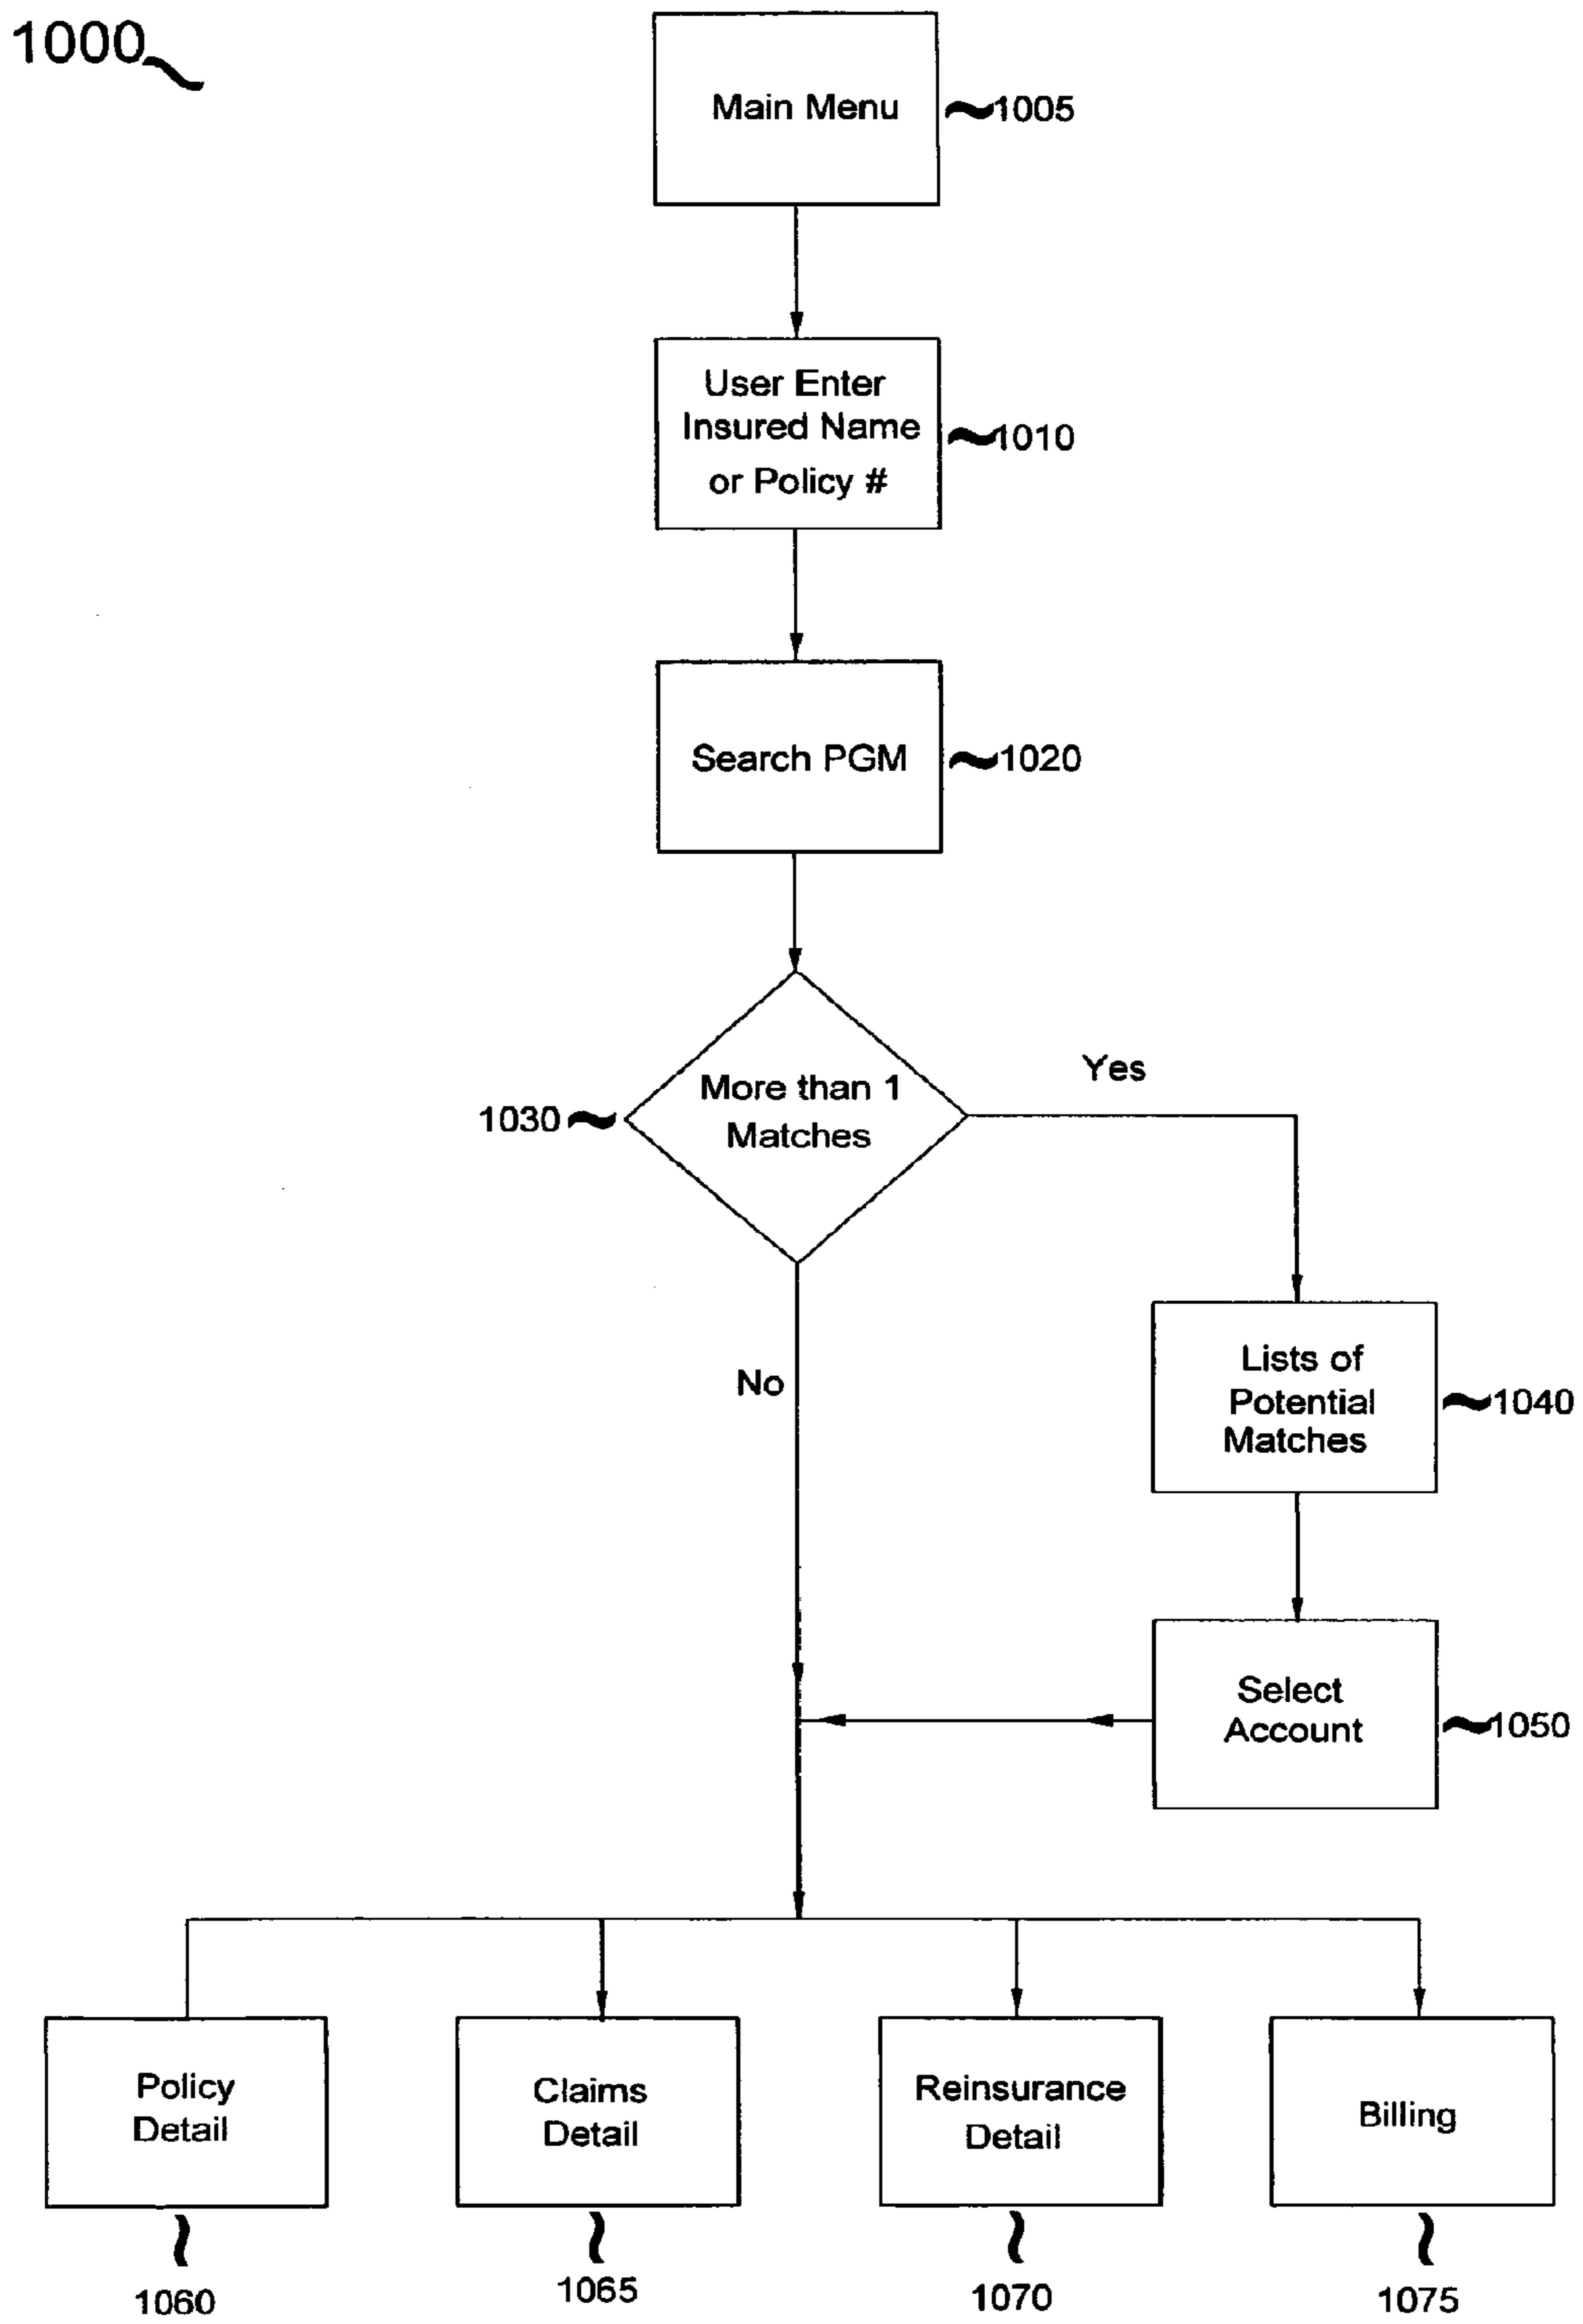 1000
Main Menu
1005
User Enter
Insured Name
or Policy #
1010
Search PGM
1020
More than 1
Matches
1030
Yes
No
Lists of
Potential
Matches
1040
Select
Account
1050
Policy
Detail
Claims
Detail
Reinsurance
Detail
Billing
1060
1065
1070
1075